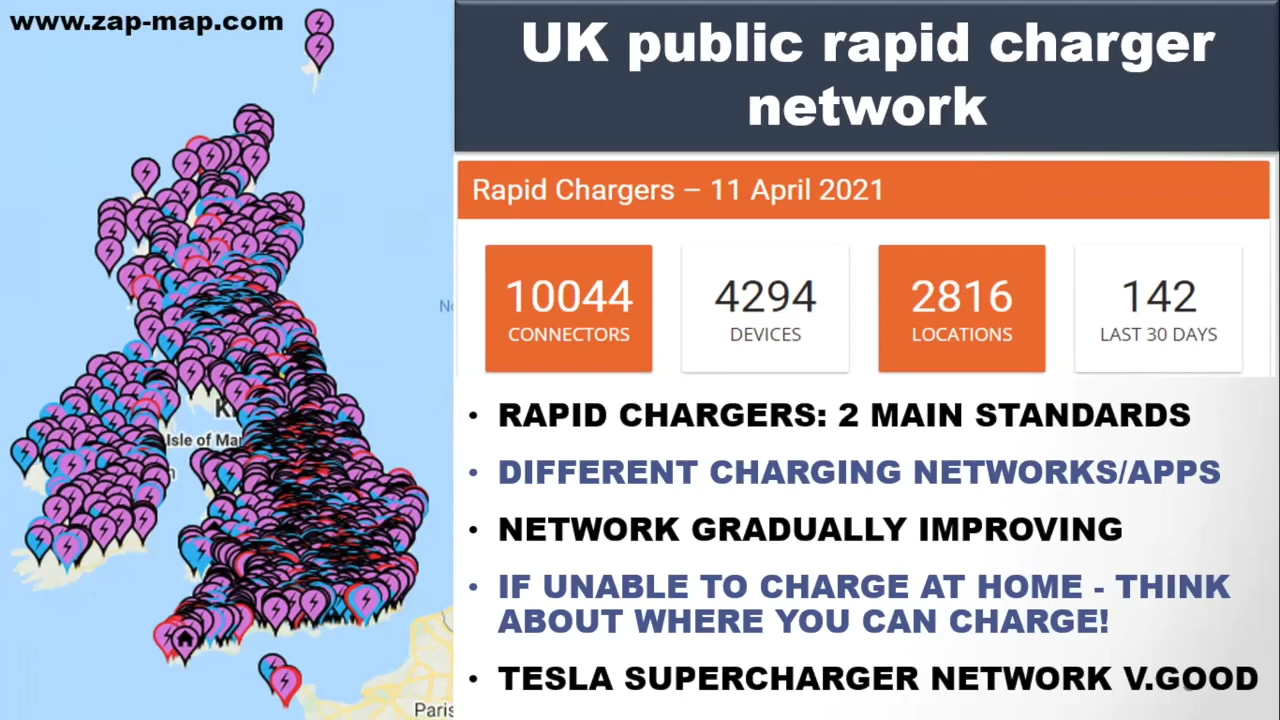 www.zap-map.com
UK public rapid charger
network
Rapid Chargers – 11 April 2021
10044
CONNECTORS
4294
DEVICES
2816
LOCATIONS
142
LAST 30 DAYS
• RAPID CHARGERS: 2 MAIN STANDARDS
• DIFFERENT CHARGING NETWORKS/APPS
• NETWORK GRADUALLY IMPROVING
• IF UNABLE TO CHARGE AT HOME - THINK
ABOUT WHERE YOU CAN CHARGE!
• TESLA SUPERCHARGER NETWORK V.GOOD
Isle of Man
Paris